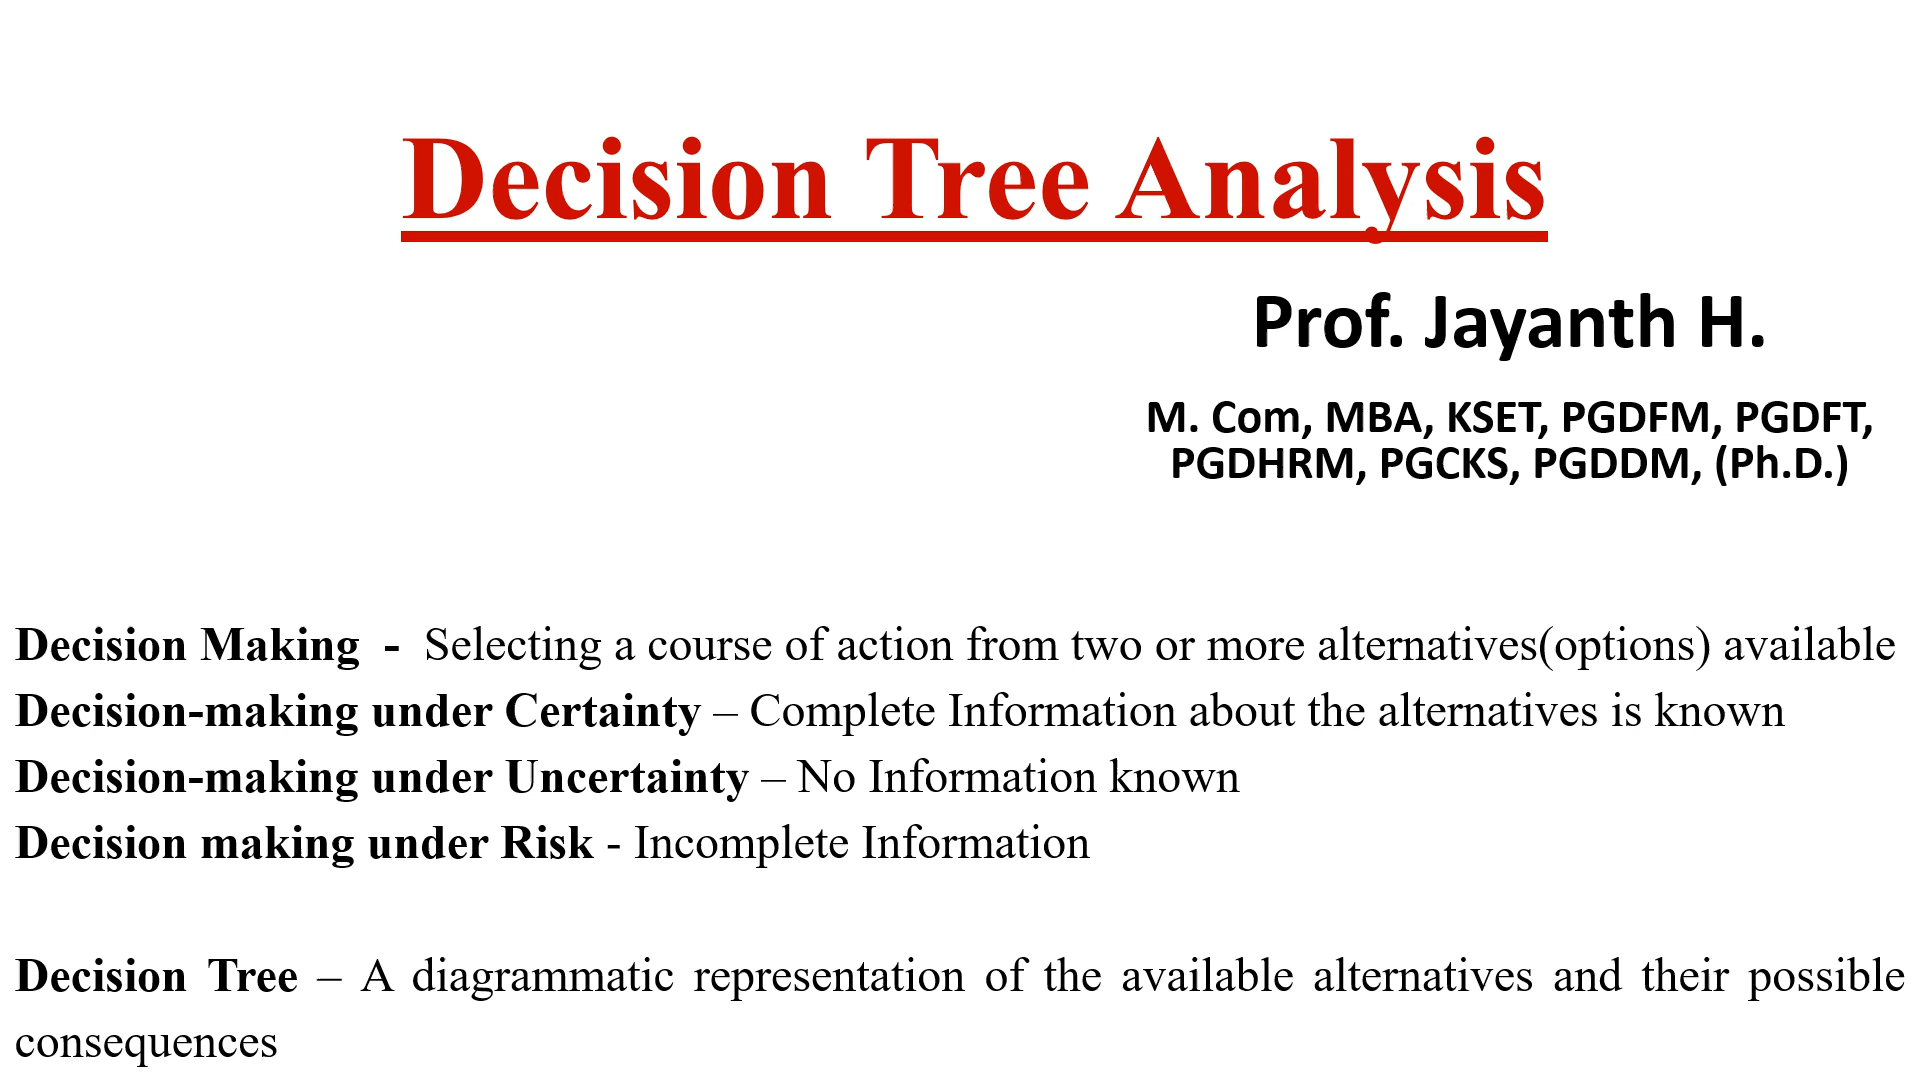 Decision Tree Analysis
Prof. Jayanth H.
M. Com, MBA, KSET, PGDFM, PGDFT,
PGDHRM, PGCKS, PGDDM, (Ph.D.)
Decision Making - Selecting a course of action from two or more alternatives(options) available
Decision-making under Certainty – Complete Information about the alternatives is known
Decision-making under Uncertainty – No Information known
Decision making under Risk - Incomplete Information
Decision Tree – A diagrammatic representation of the available alternatives and their possible
consequences